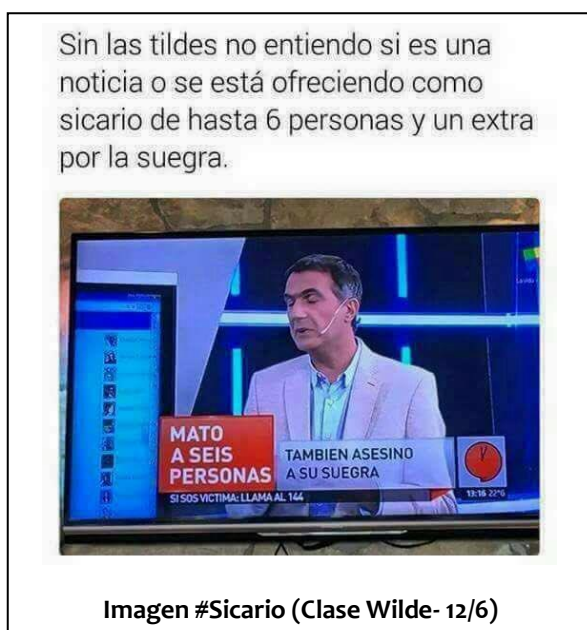 Sin las tildes no entiendo si es una
noticia o se está ofreciendo como
sicario de hasta 6 personas y un extra
por la suegra.
MATO
A SEIS
PERSONAS
TAMBIEN ASESINO
A SU SUEGRA
SI SOS VICTIMA: LLAMA AL 144
13:16 22°6
Imagen #Sicario (Clase Wilde- 12/6)